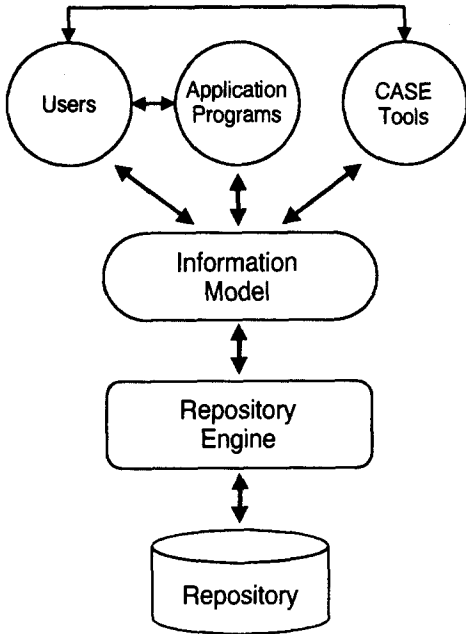 Users
Application
Programs
CASE
Tools
Information
Model
Repository
Engine
Repository